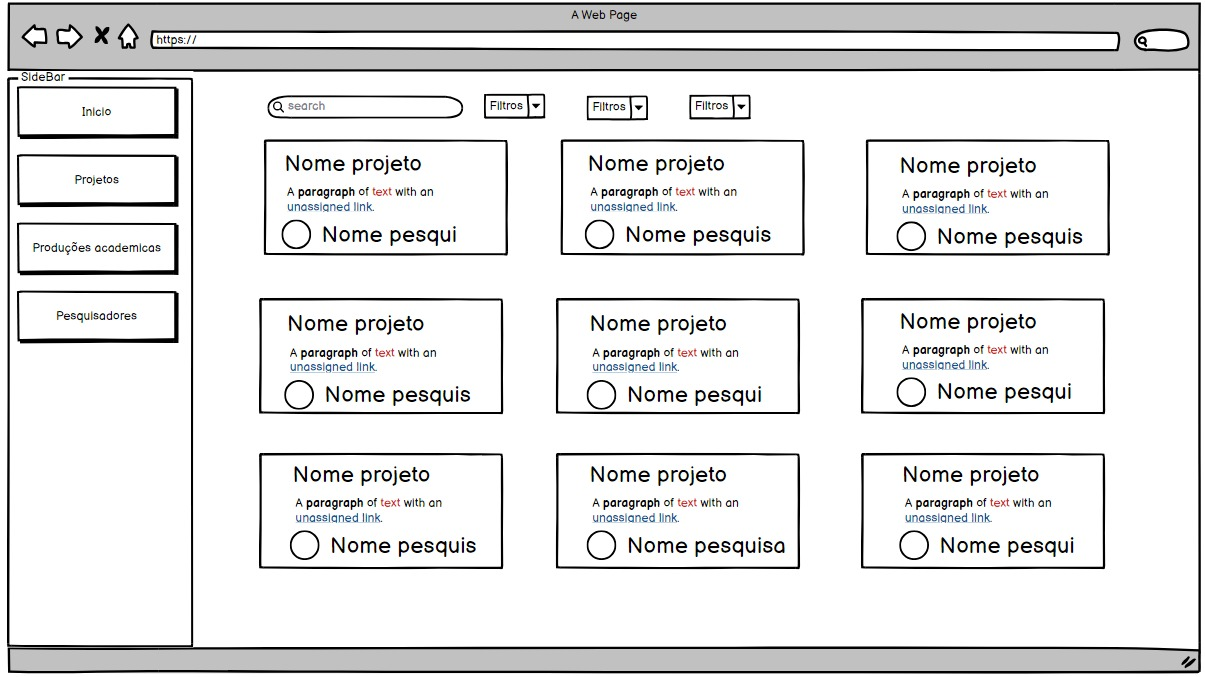 A Web Page
https://
SideBar
Inicio
Projetos
Produções academicas
Pesquisadores
search
Filtros
Filtros
Filtros
Nome projeto
A paragraph of text with an
unassigned link.
Nome pesqui
Nome projeto
A paragraph of text with an
unassigned link.
Nome pesquis
Nome projeto
A paragraph of text with an
unassigned link.
Nome pesquis
Nome projeto
A paragraph of text with an
unassigned link.
Nome pesquis
Nome projeto
A paragraph of text with an
unassigned link.
Nome pesqui
Nome projeto
A paragraph of text with an
unassigned link.
Nome pesqui
Nome projeto
A paragraph of text with an
unassigned link.
Nome pesquis
Nome projeto
A paragraph of text with an
unassigned link.
Nome pesquisa
Nome projeto
A paragraph of text with an
unassigned link.
Nome pesqui